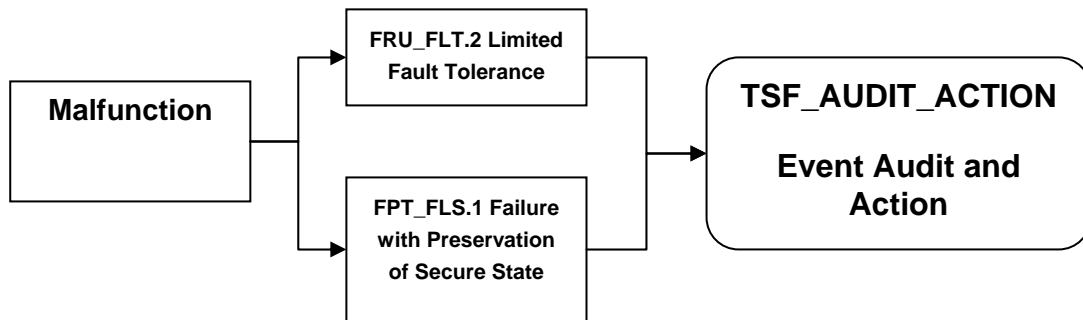 Malfunction
FRU_FLT.2 Limited
Fault Tolerance
FPT_FLS.1 Failure
with Preservation
of Secure State
TSF_AUDIT_ACTION
Event Audit and
Action